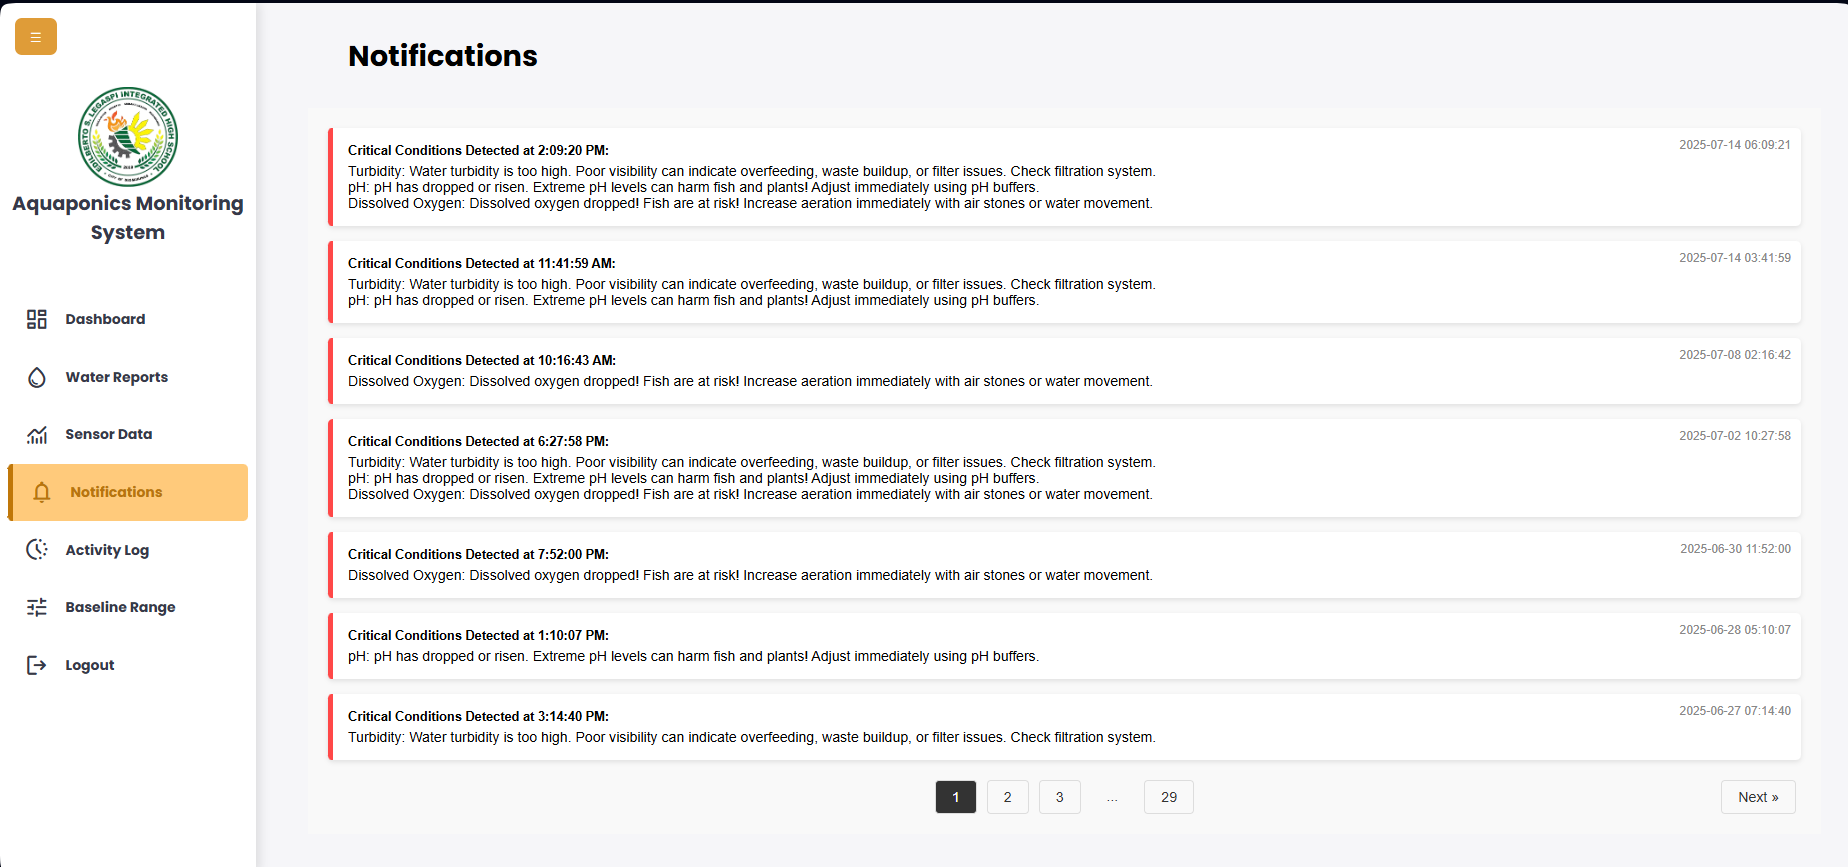 ☰
Notifications
EDILBERTO S. LEGASPI INTEGRATED HIGH SCHOOL
Aquaponics Monitoring
System
Dashboard
Water Reports
Sensor Data
Notifications
Activity Log
Baseline Range
Logout
Critical Conditions Detected at 2:09:20 PM:
2025-07-14 06:09:21
Turbidity: Water turbidity is too high. Poor visibility can indicate overfeeding, waste buildup, or filter issues. Check filtration system.
pH: pH has dropped or risen. Extreme pH levels can harm fish and plants! Adjust immediately using pH buffers.
Dissolved Oxygen: Dissolved oxygen dropped! Fish are at risk! Increase aeration immediately with air stones or water movement.
Critical Conditions Detected at 11:41:59 AM:
2025-07-14 03:41:59
Turbidity: Water turbidity is too high. Poor visibility can indicate overfeeding, waste buildup, or filter issues. Check filtration system.
pH: pH has dropped or risen. Extreme pH levels can harm fish and plants! Adjust immediately using pH buffers.
Critical Conditions Detected at 10:16:43 AM:
2025-07-08 02:16:42
Dissolved Oxygen: Dissolved oxygen dropped! Fish are at risk! Increase aeration immediately with air stones or water movement.
Critical Conditions Detected at 6:27:58 PM:
2025-07-02 10:27:58
Turbidity: Water turbidity is too high. Poor visibility can indicate overfeeding, waste buildup, or filter issues. Check filtration system.
pH: pH has dropped or risen. Extreme pH levels can harm fish and plants! Adjust immediately using pH buffers.
Dissolved Oxygen: Dissolved oxygen dropped! Fish are at risk! Increase aeration immediately with air stones or water movement.
Critical Conditions Detected at 7:52:00 PM:
2025-06-30 11:52:00
Dissolved Oxygen: Dissolved oxygen dropped! Fish are at risk! Increase aeration immediately with air stones or water movement.
Critical Conditions Detected at 1:10:07 PM:
2025-06-28 05:10:07
pH: pH has dropped or risen. Extreme pH levels can harm fish and plants! Adjust immediately using pH buffers.
Critical Conditions Detected at 3:14:40 PM:
2025-06-27 07:14:40
Turbidity: Water turbidity is too high. Poor visibility can indicate overfeeding, waste buildup, or filter issues. Check filtration system.
1 2 3 ... 29 Next »